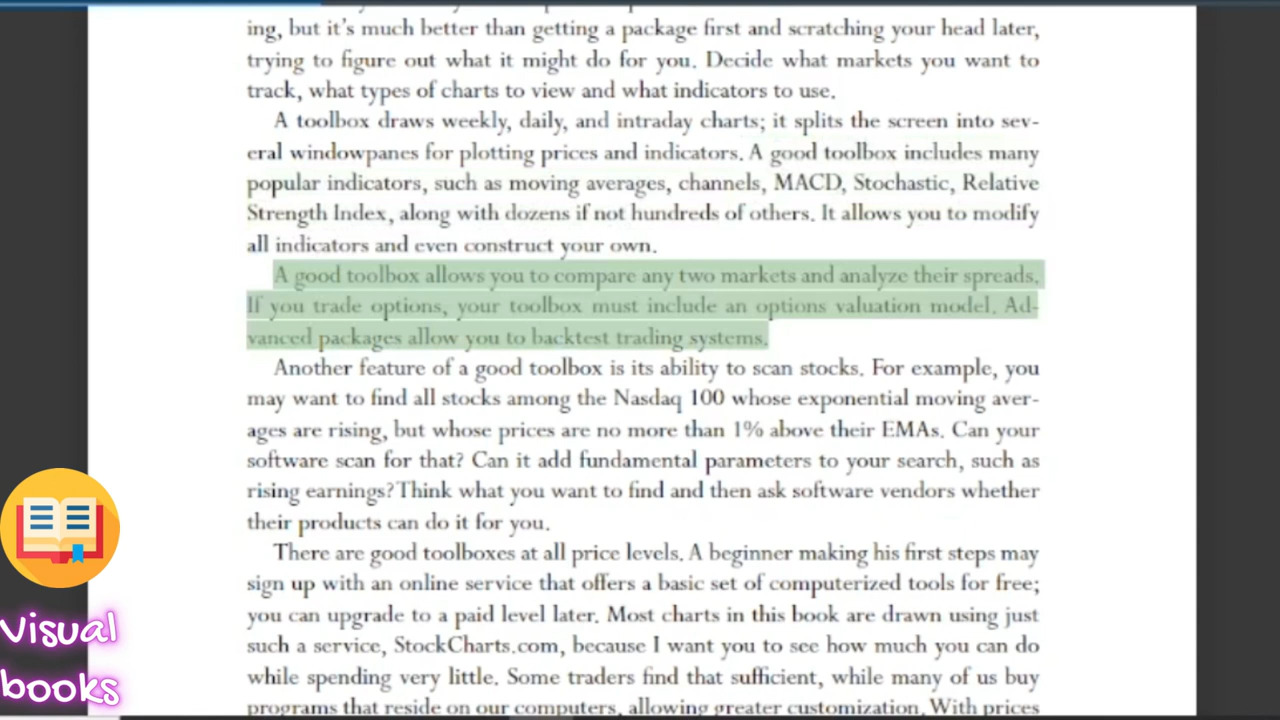 ing, but it's much better than getting a package first and scratching your head later,
trying to figure out what it might do for you. Decide what markets you want to
track, what types of charts to view and what indicators to use.
A toolbox draws weekly, daily, and intraday charts; it splits the screen into sev-
eral windowpanes for plotting prices and indicators. A good toolbox includes many
popular indicators, such as moving averages, channels, MACD, Stochastic, Relative
Strength Index, along with dozens if not hundreds of others. It allows you to modify
all indicators and even construct your own.
A good toolbox allows you to compare any two markets and analyze their spreads.
If you trade options, your toolbox must include an options valuation model. Ad-
vanced packages allow you to backtest trading systems.
Another feature of a good toolbox is its ability to scan stocks. For example, you
may want to find all stocks among the Nasdaq 100 whose exponential moving aver-
ages are rising, but whose prices are no more than 1% above their EMAs. Can your
software scan for that? Can it add fundamental parameters to your search, such as
rising earnings? Think what you want to find and then ask software vendors whether
their products can do it for you.
There are good toolboxes at all price levels. A beginner making his first steps may
sign up with an online service that offers a basic set of computerized tools for free;
you can upgrade to a paid level later. Most charts in this book are drawn using just
such a service, StockCharts.com, because I want you to see how much you can do
while spending very little. Some traders find that sufficient, while many of us buy
programs that reside on our computers, allowing greater customization. With prices
Visual
books